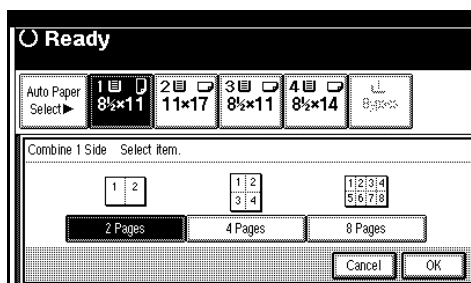 Ready
Auto Paper Select► 1 8½×11 2 11×17 3 8½×11 4 8½×14
Combine 1 Side Select item.
1 2
1 2
3 4
1 2 3 4
5 6 7 8
2 Pages 4 Pages 8 Pages
Cancel OK